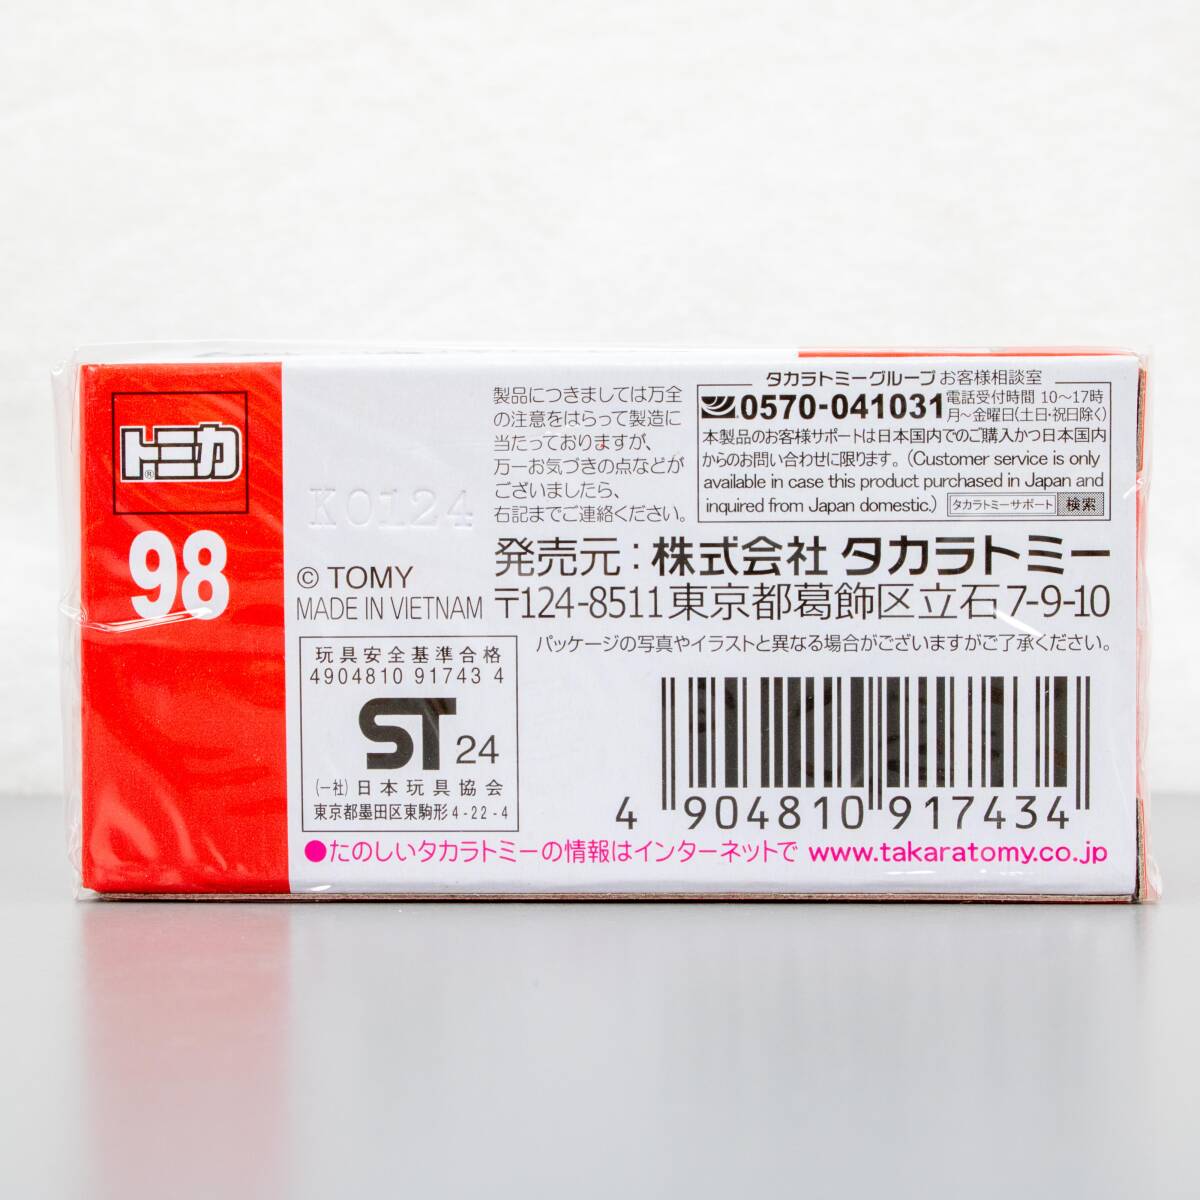 トミカ®
98
K0124
© TOMY
MADE IN VIETNAM
製品につきましては万全
の注意をはらって製造に
当たっておりますが、
万一お気づきの点などが
ございましたら、
右記までご連絡ください。
タカラトミーグループ お客様相談室
0570-041031 電話受付時間 10〜17時
月〜金曜日(土日・祝日除く)
本製品のお客様サポートは日本国内でのご購入かつ日本国内
からのお問い合わせに限ります。(Customer service is only
available in case this product purchased in Japan and
inquired from Japan domestic.) タカラトミーサポート 検索
発売元：株式会社 タカラトミー
〒124-8511 東京都葛飾区立石7-9-10
パッケージの写真やイラストと異なる場合がございますがご了承ください。
玩具安全基準合格
4904810 91743 4
ST 24
(一社)日本玩具協会
東京都墨田区東駒形4-22-4
4 904810 917434
●たのしいタカラトミーの情報はインターネットで www.takaratomy.co.jp